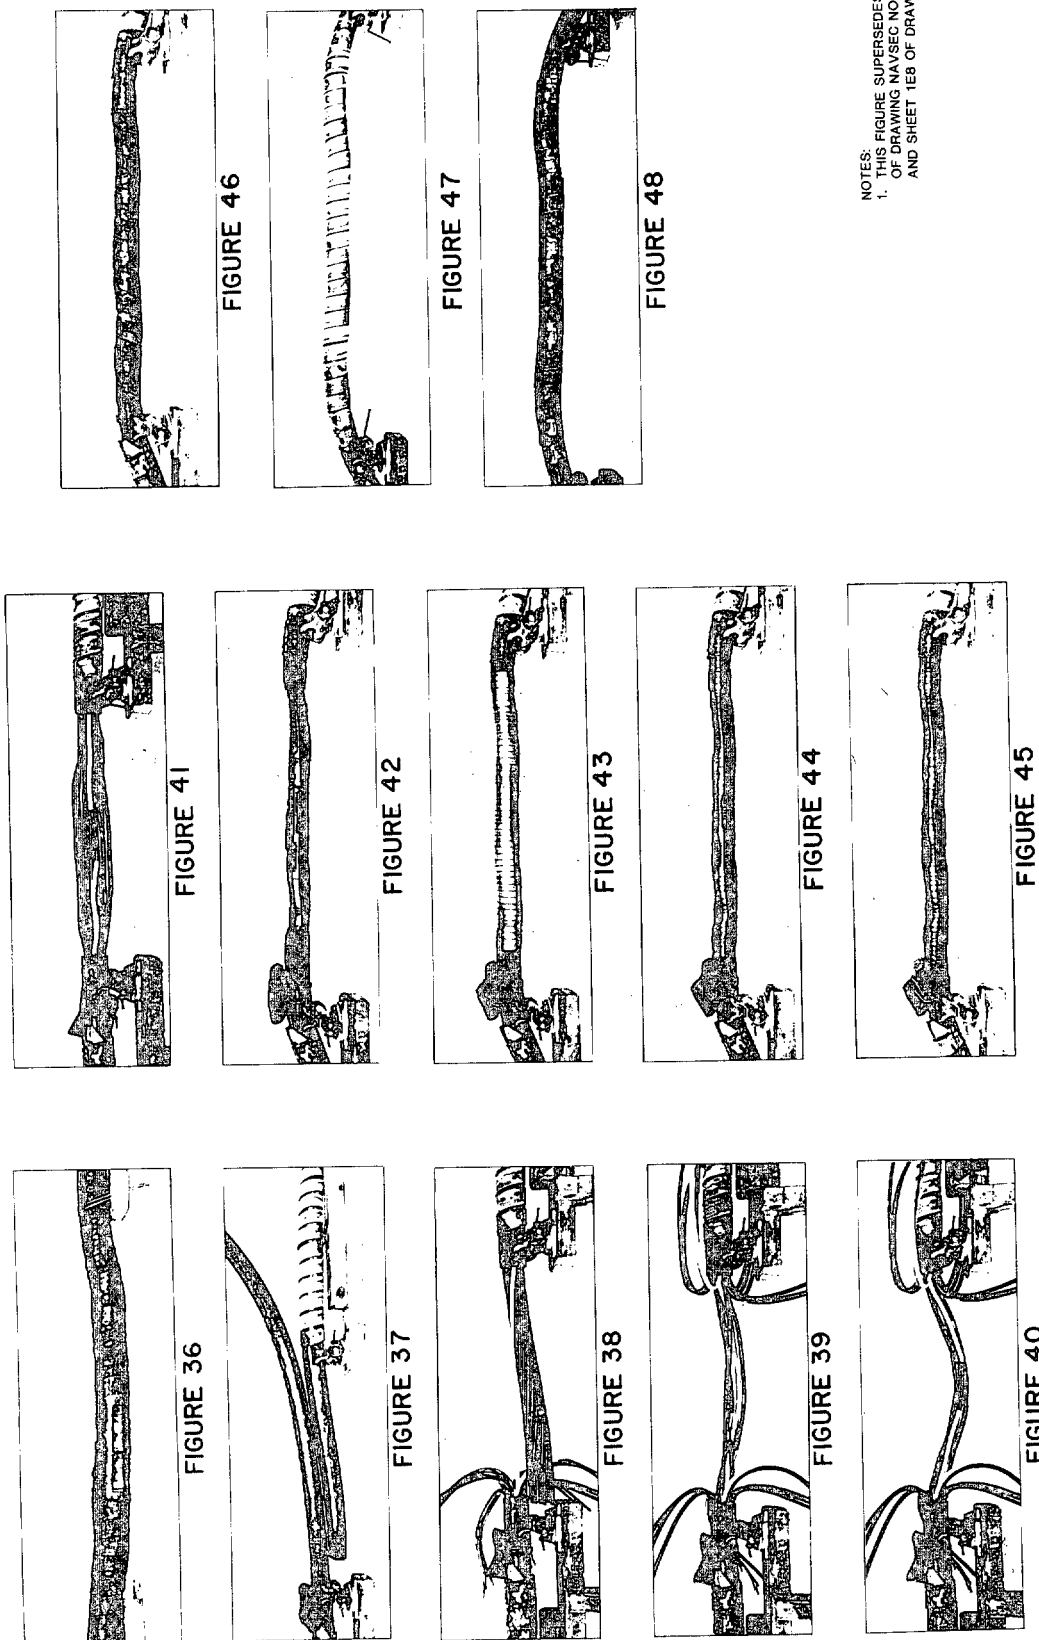 FIGURE 36
FIGURE 37
FIGURE 38
FIGURE 39
FIGURE 40
FIGURE 41
FIGURE 42
FIGURE 43
FIGURE 44
FIGURE 45
FIGURE 46
FIGURE 47
FIGURE 48
NOTES:
1. THIS FIGURE SUPERSEDES
OF DRAWING NAVSEC NO
AND SHEET 1E8 OF DRAW